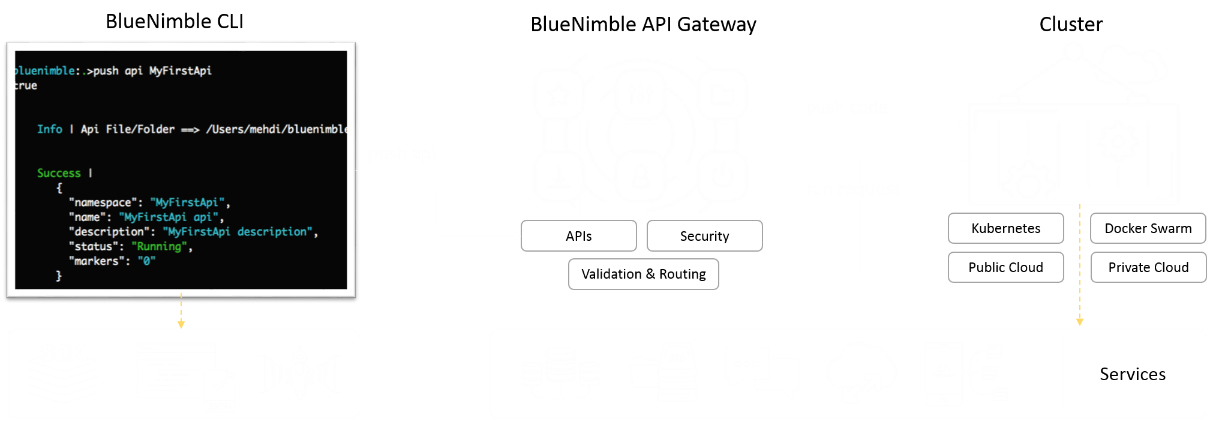 BlueNimble CLI
BlueNimble API Gateway
Cluster
bluenimble:.>push api MyFirstApi
true
Info | Api File/Folder ==> /Users/mehdi/bluenimble
Success |
{
"namespace": "MyFirstApi",
"name": "MyFirstApi api",
"description": "MyFirstApi description",
"status": "Running",
"markers": "0"
}
APIs
Security
Validation & Routing
Kubernetes
Docker Swarm
Public Cloud
Private Cloud
Services